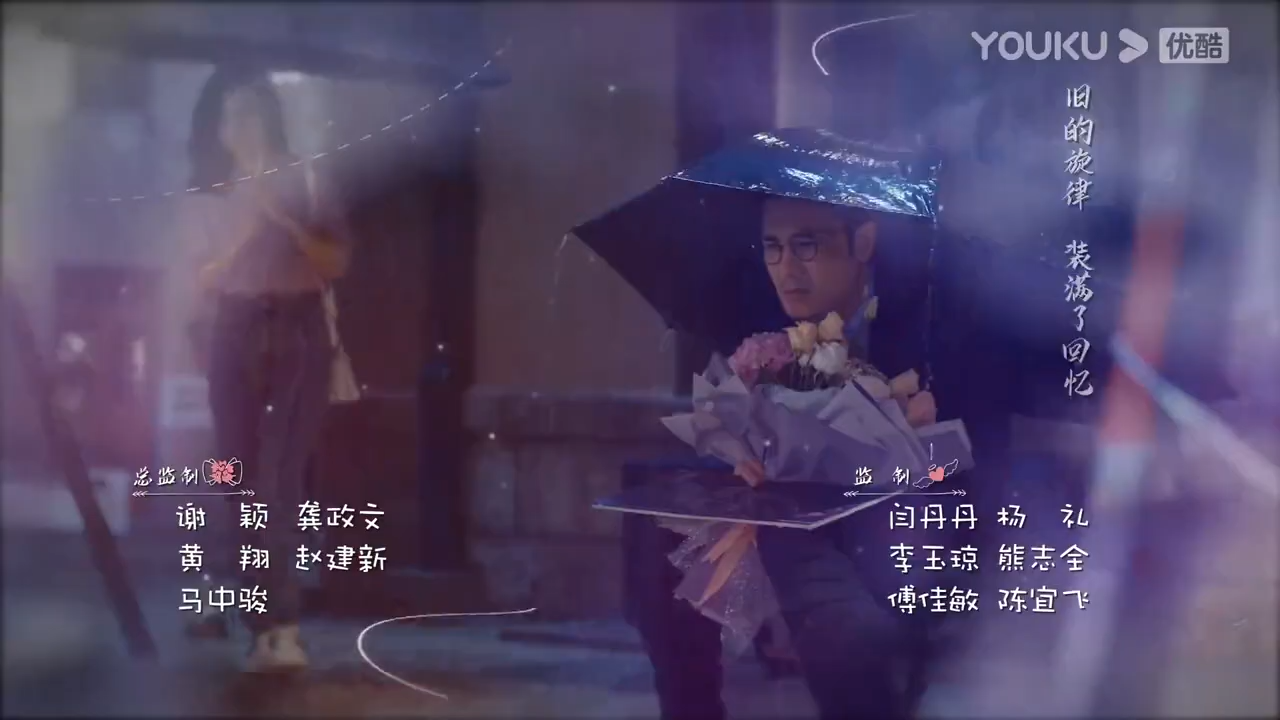 YOUKU 优酷
旧的旋律 装满了回忆
总监制
谢 颖 龚政文
黄 翔 赵建新
马中骏
监 制
闫丹丹 杨 礼
李玉琼 熊志全
傅佳敏 陈宜飞